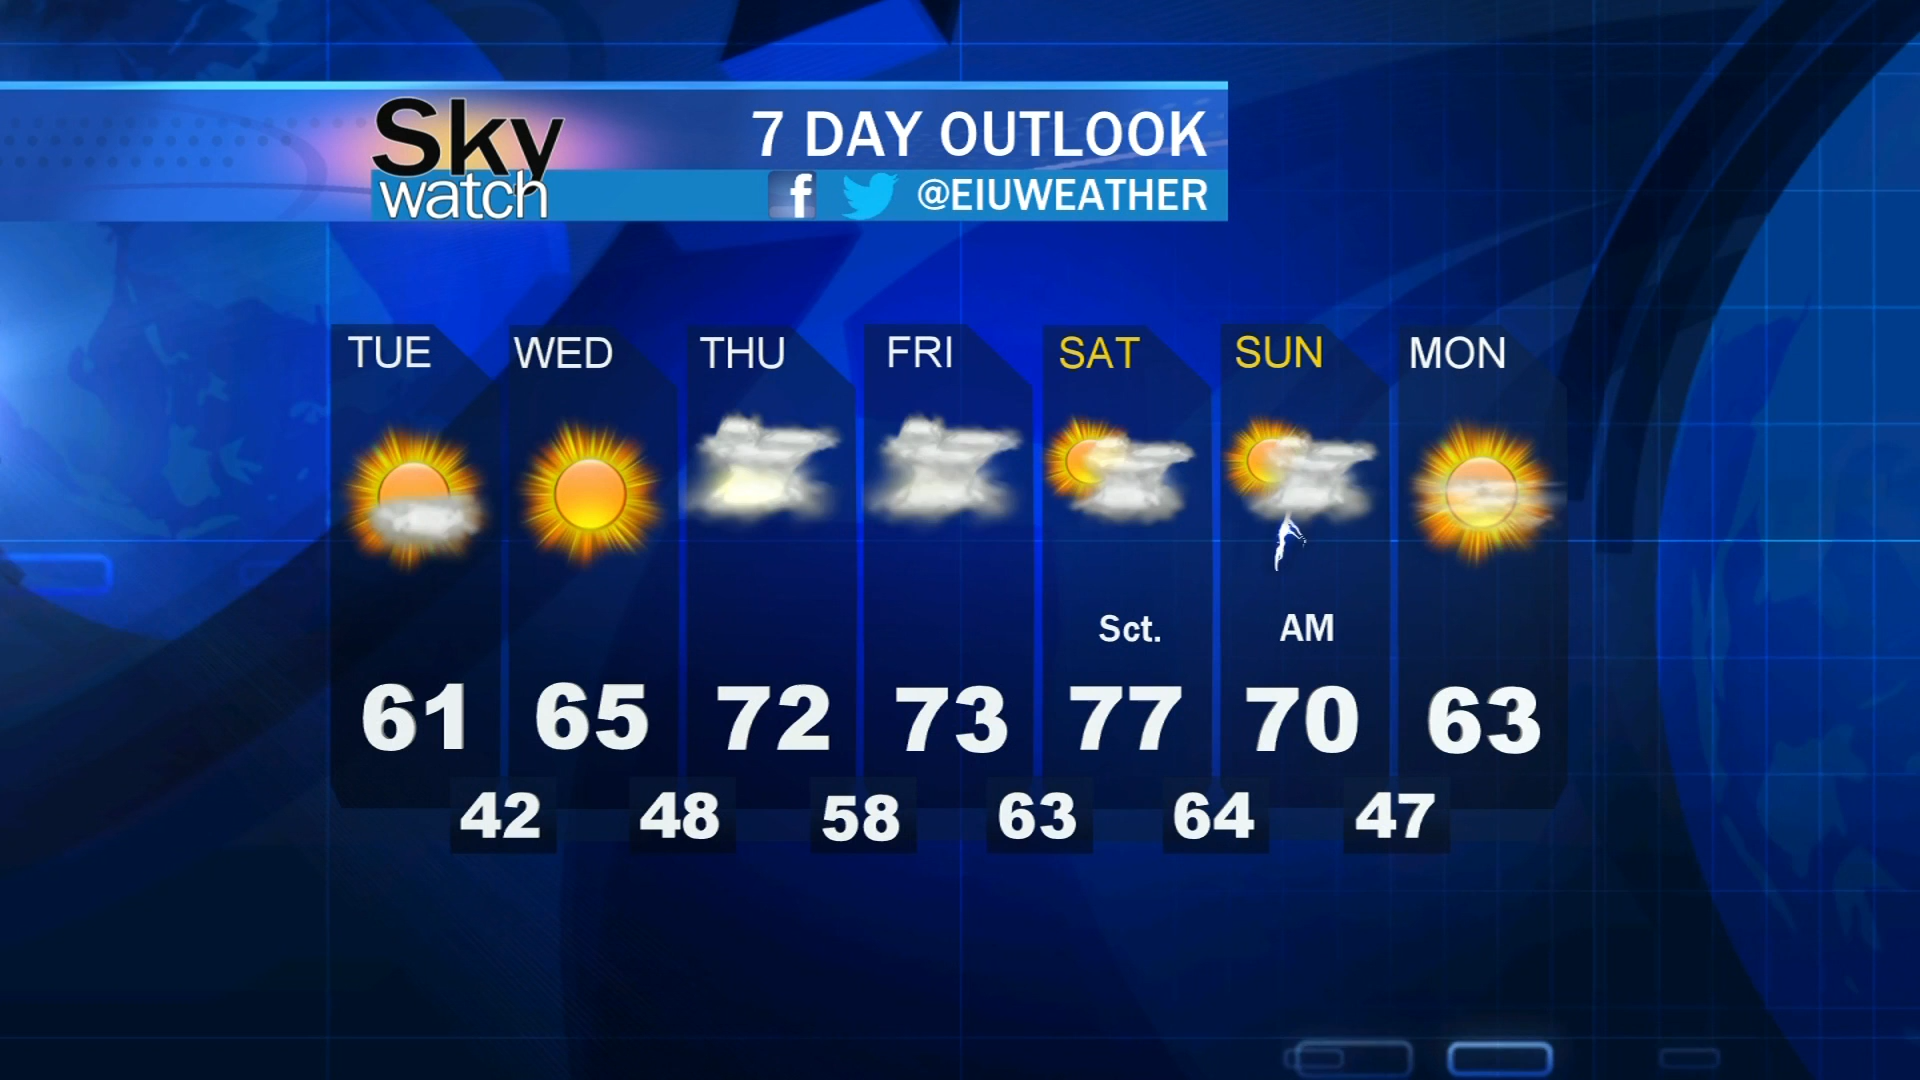 Sky
watch
7 DAY OUTLOOK
f @EIUWEATHER
TUE WED THU FRI SAT SUN MON
Sct. AM
61 65 72 73 77 70 63
42 48 58 63 64 47